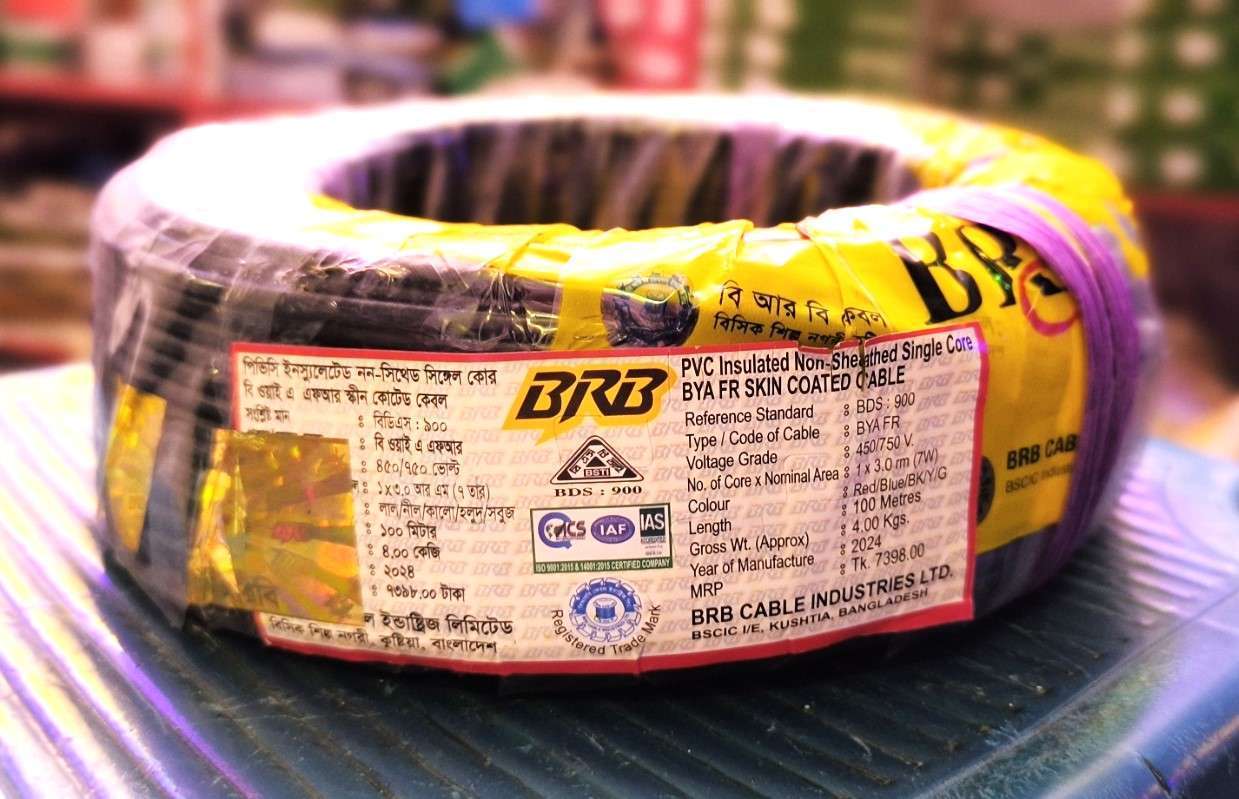 বি আর বি কেবল
বিসিক শিল্প নগরী
BRB CAB
BSCIC Indus
পিভিসি ইনস্যুলেটেড নন-সিথেড সিঙ্গেল কোর
বি ওয়াই এ এফআর স্কীন কোটেড কেবল
সংশ্লিষ্ট মান
ঃ বিডিএস : ৯০০
ঃ বি ওয়াই এ এফআর
ঃ ৪৫০/৭৫০ ভোল্ট
ঃ ১x৩.০ আর এম (৭ তার)
ঃ লাল/নীল/কালো/হলুদ/সবুজ
ঃ ১০০ মিটার
ঃ ৪.০০ কেজি
ঃ ২০২৪
ঃ ৭৩৯৮.০০ টাকা
ল ইন্ডাষ্ট্রিজ লিমিটেড
বিসিক শিল্প নগরী, কুষ্টিয়া, বাংলাদেশ
BRB
BSTI
BDS : 900
QICS IAF IAS
ISO 9001:2015 & 14001:2015 CERTIFIED COMPANY
Registered Trade Mark
PVC Insulated Non-Sheathed Single Core
BYA FR SKIN COATED CABLE
Reference Standard : BDS : 900
Type / Code of Cable : BYA FR
Voltage Grade : 450/750 V.
No. of Core x Nominal Area : 1 x 3.0 rm (7W)
Colour : Red/Blue/BK/Y/G
Length : 100 Metres
Gross Wt. (Approx) : 4.00 Kgs.
Year of Manufacture : 2024
MRP : Tk. 7398.00
BRB CABLE INDUSTRIES LTD.
BSCIC I/E, KUSHTIA, BANGLADESH